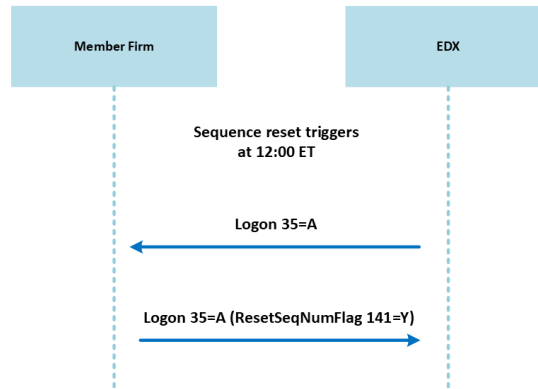 Member Firm
EDX
Sequence reset triggers
at 12:00 ET
Logon 35=A
Logon 35=A (ResetSeqNumFlag 141=Y)